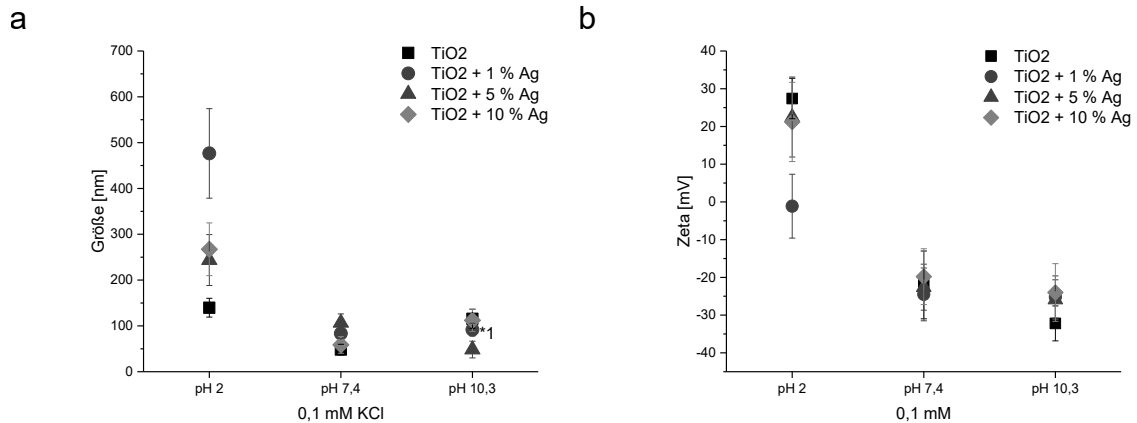 a
700
600
500
400
300
200
100
0
Größe [nm]
TiO2
TiO2 + 1 % Ag
TiO2 + 5 % Ag
TiO2 + 10 % Ag
*1
pH 2
pH 7,4
pH 10,3
0,1 mM KCl
b
40
30
20
10
0
-10
-20
-30
-40
Zeta [mV]
TiO2
TiO2 + 1 % Ag
TiO2 + 5 % Ag
TiO2 + 10 % Ag
pH 2
pH 7,4
pH 10,3
0,1 mM